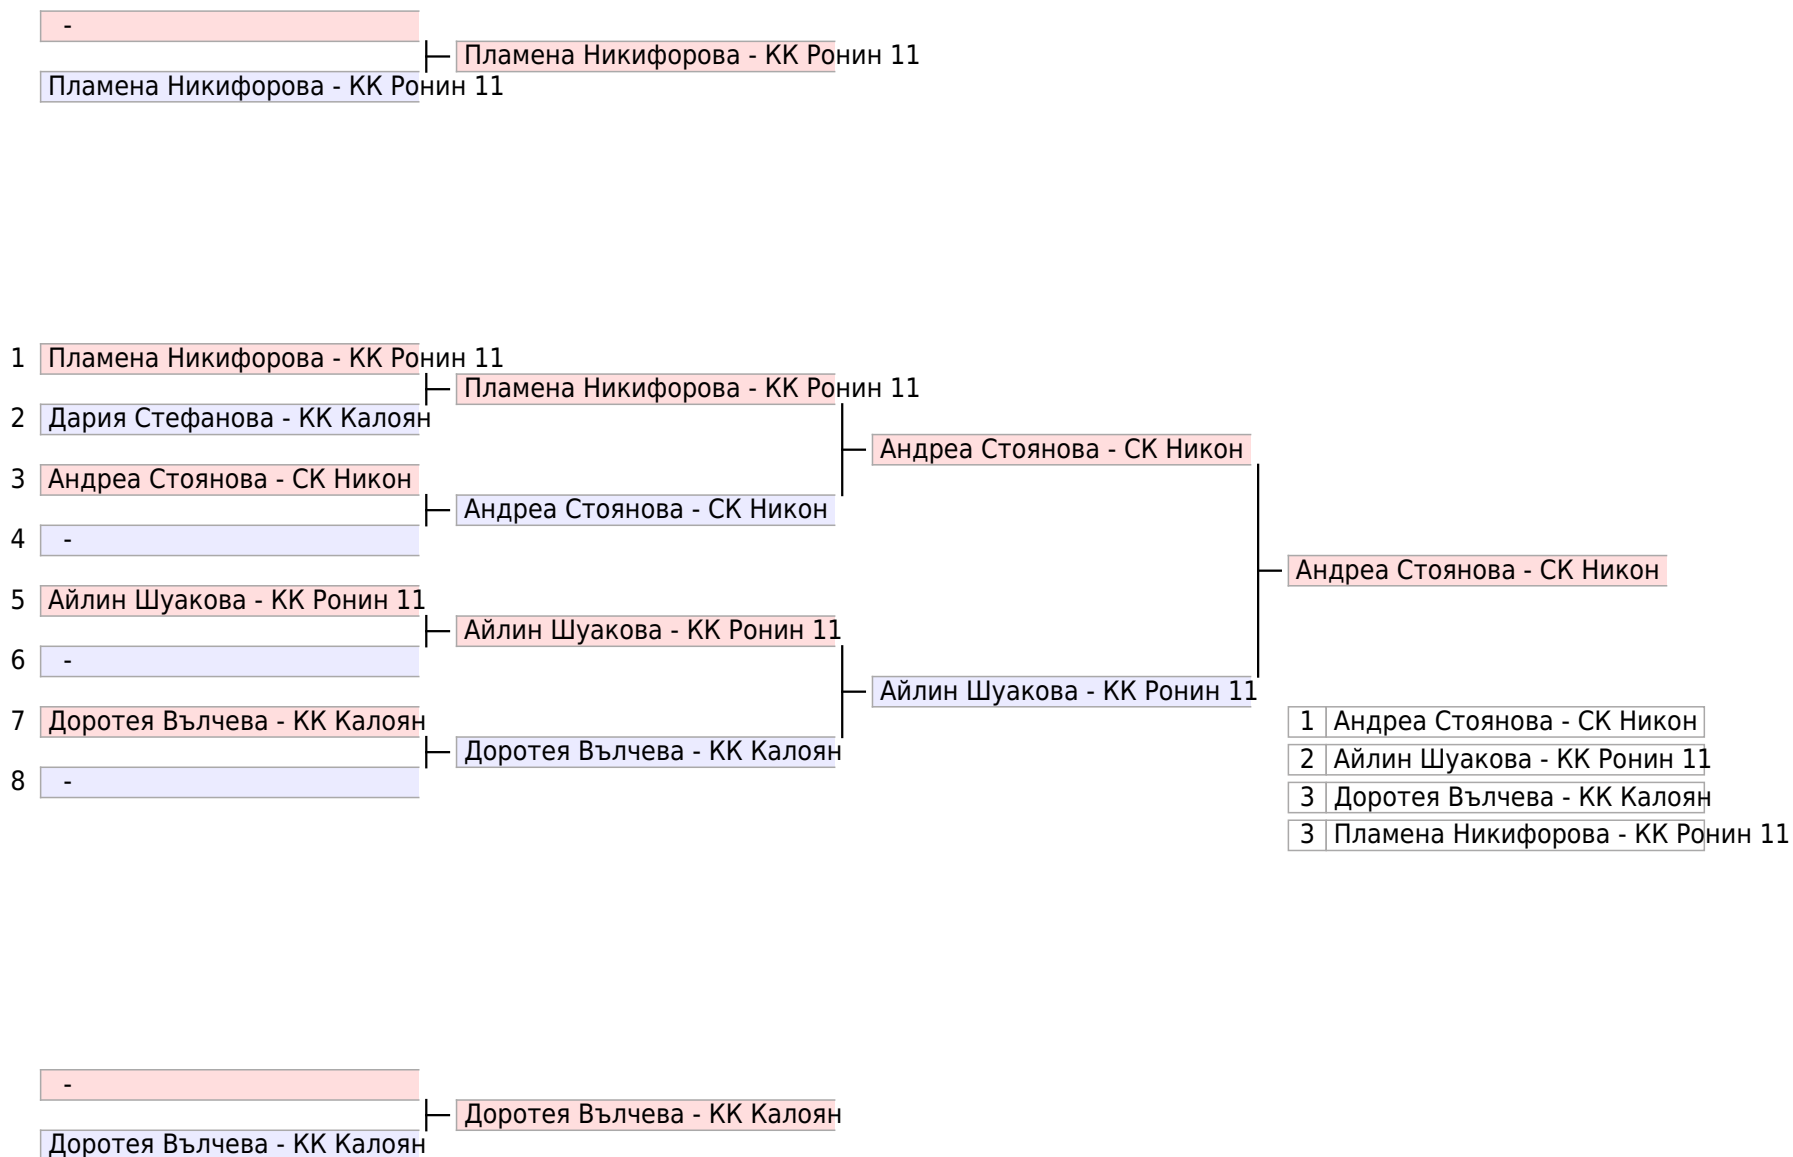 -
Пламена Никифорова - КК Ронин 11
Пламена Никифорова - КК Ронин 11
1 Пламена Никифорова - КК Ронин 11
Пламена Никифорова - КК Ронин 11
2 Дария Стефанова - КК Калоян
Андреа Стоянова - СК Никон
3 Андреа Стоянова - СК Никон
Андреа Стоянова - СК Никон
4 -
Андреа Стоянова - СК Никон
5 Айлин Шуакова - КК Ронин 11
Айлин Шуакова - КК Ронин 11
6 -
Айлин Шуакова - КК Ронин 11
7 Доротея Вълчева - КК Калоян
Доротея Вълчева - КК Калоян
8 -
1 Андреа Стоянова - СК Никон
2 Айлин Шуакова - КК Ронин 11
3 Доротея Вълчева - КК Калоян
3 Пламена Никифорова - КК Ронин 11
-
Доротея Вълчева - КК Калоян
Доротея Вълчева - КК Калоян